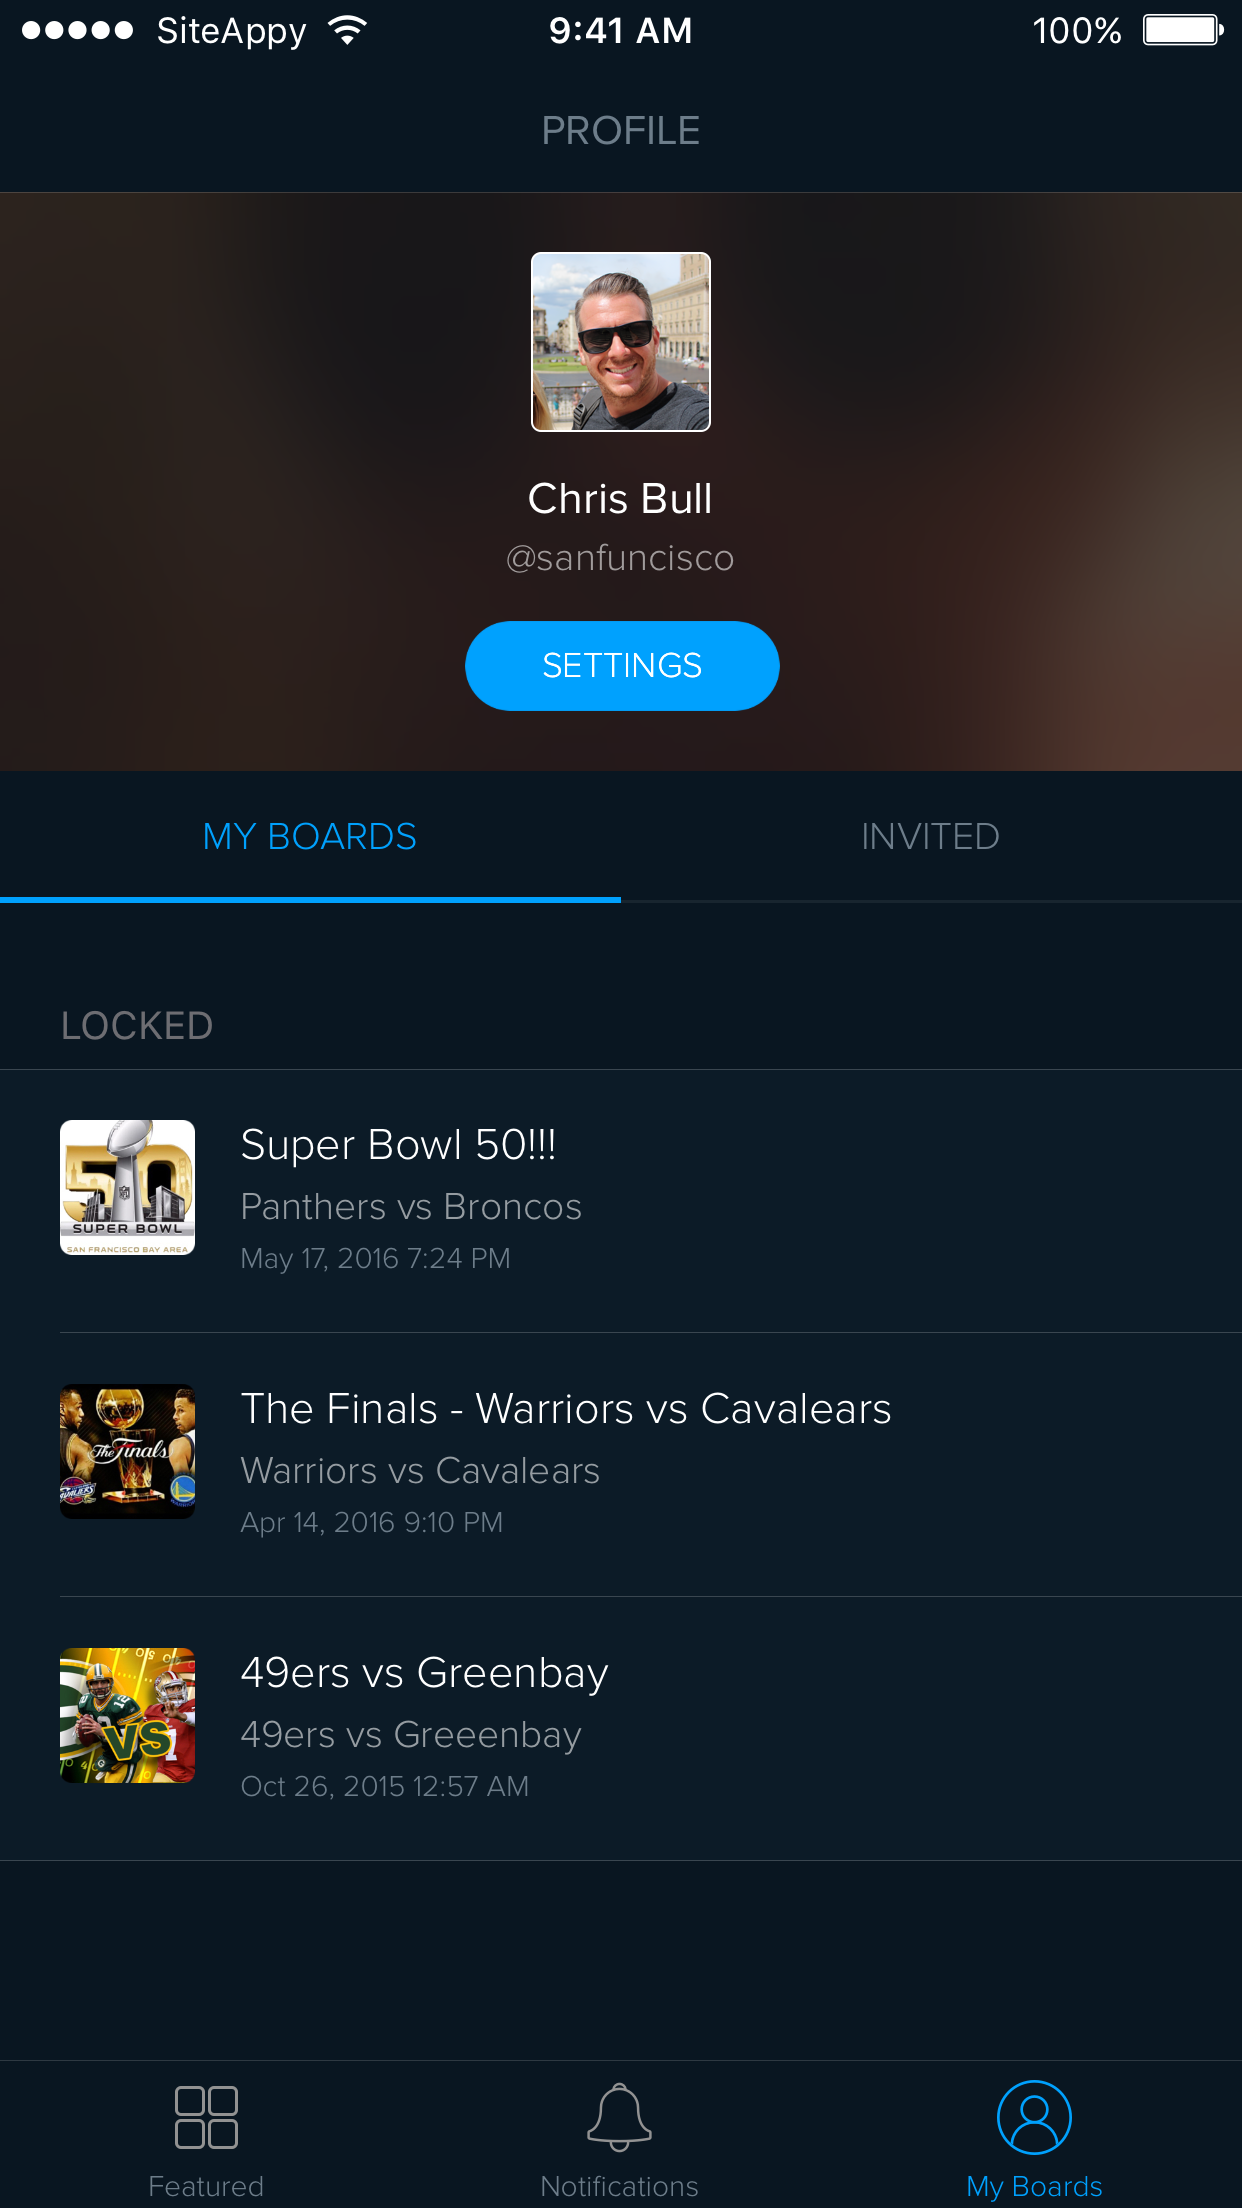 SiteAppy 9:41 AM 100%
PROFILE
Chris Bull
@sanfuncisco
SETTINGS
MY BOARDS INVITED
LOCKED
50
SUPER BOWL
SAN FRANCISCO BAY AREA
Super Bowl 50!!!
Panthers vs Broncos
May 17, 2016 7:24 PM
The Finals
The Finals - Warriors vs Cavalears
Warriors vs Cavalears
Apr 14, 2016 9:10 PM
VS
49ers vs Greenbay
49ers vs Greeenbay
Oct 26, 2015 12:57 AM
Featured Notifications My Boards